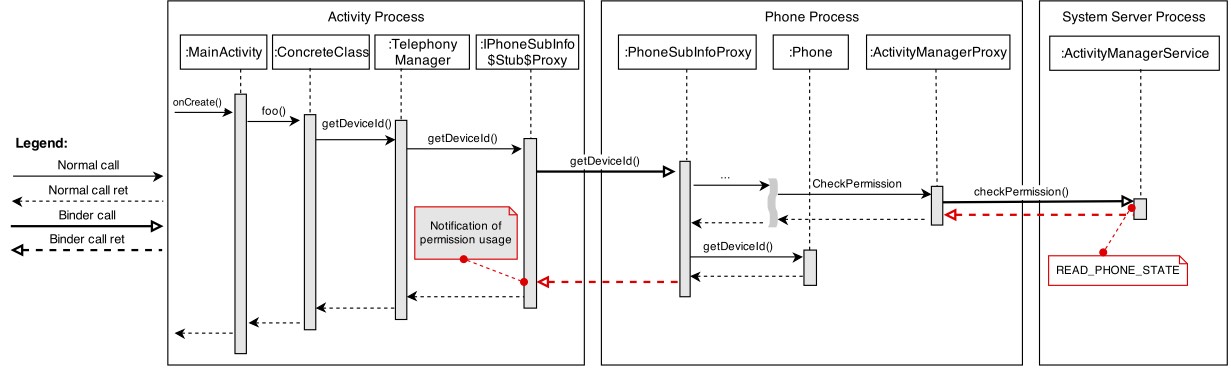 Activity Process
Phone Process
System Server Process
:MainActivity
:ConcreteClass
:Telephony
Manager
:IPhoneSubInfo
$Stub$Proxy
:PhoneSubInfoProxy
:Phone
:ActivityManagerProxy
:ActivityManagerService
onCreate()
foo()
getDeviceId()
getDeviceId()
getDeviceId()
...
CheckPermission
checkPermission()
Legend:
Normal call
Normal call ret
Binder call
Binder call ret
Notification of
permission usage
getDeviceId()
READ_PHONE_STATE